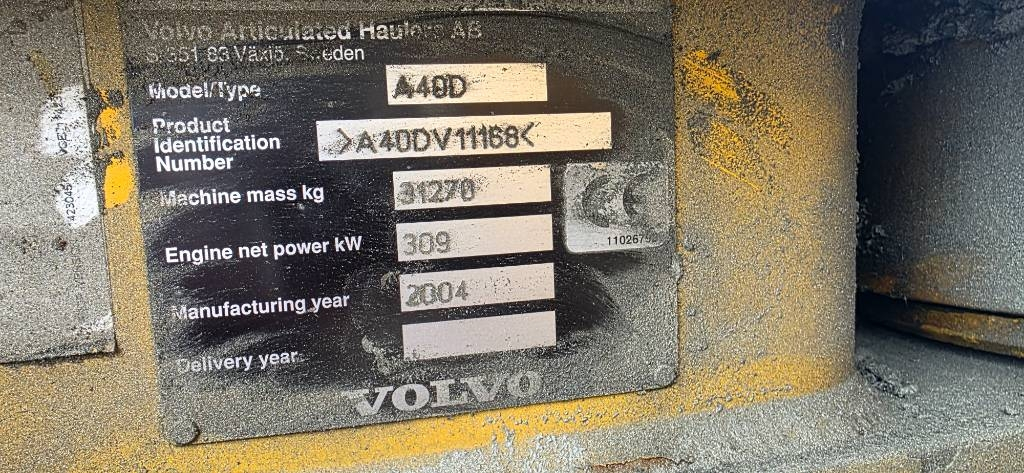 Volvo Articulated Haulers AB
S-351 83 Växjö, Sweden
Model/Type A40D
Product
Identification
Number >A40DV11168<
Machine mass kg 31270
Engine net power kW 309
CE
Manufacturing year 2004
Delivery year
VOLVO